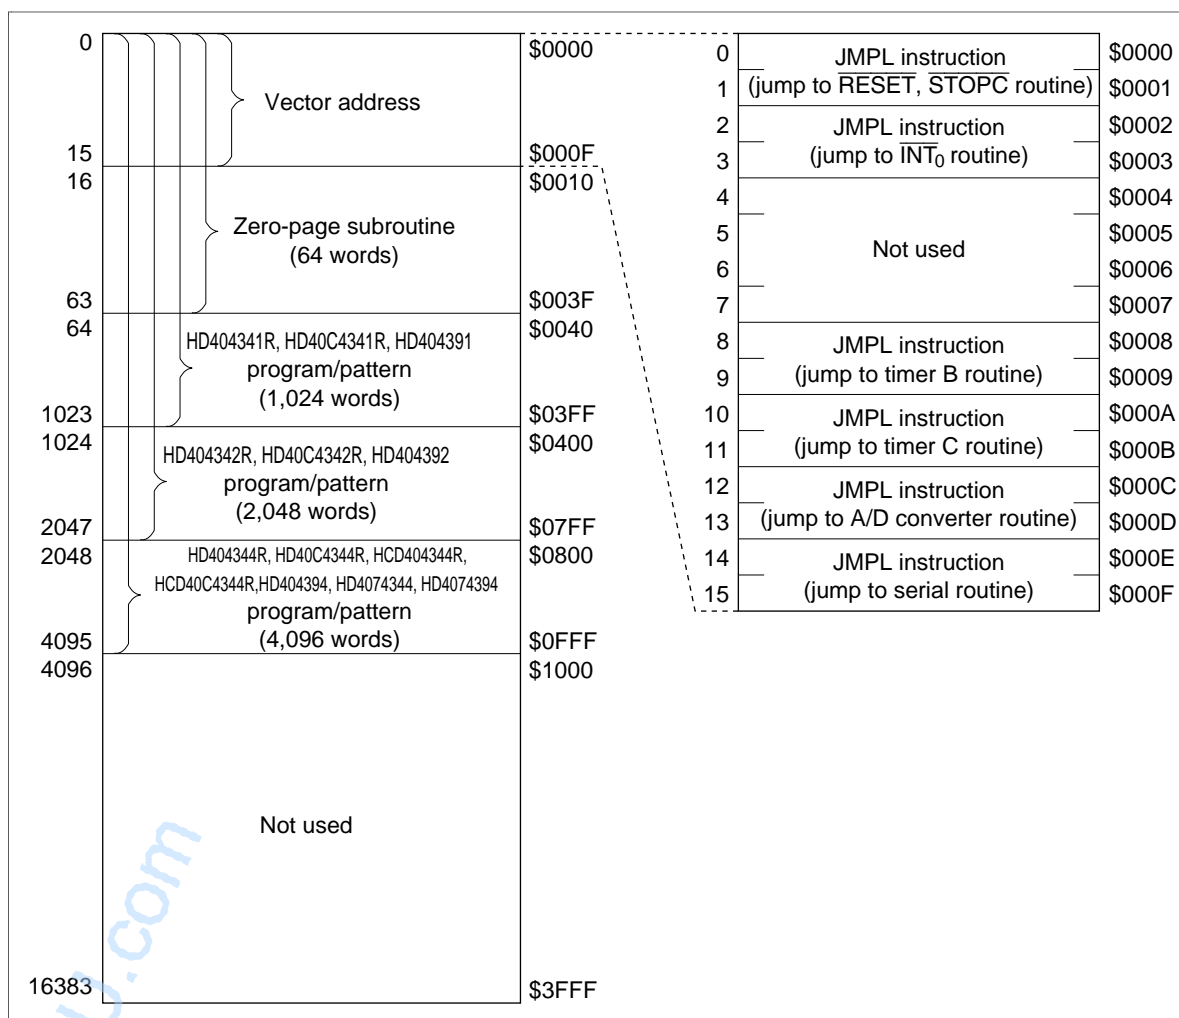 0
$0000
Vector address
15
$000F
16
$0010
Zero-page subroutine
(64 words)
63
$003F
64
$0040
HD404341R, HD40C4341R, HD404391
program/pattern
(1,024 words)
1023
$03FF
1024
$0400
HD404342R, HD40C4342R, HD404392
program/pattern
(2,048 words)
2047
$07FF
2048
$0800
HD404344R, HD40C4344R, HCD404344R,
HCD40C4344R,HD404394, HD4074344, HD4074394
program/pattern
(4,096 words)
4095
$0FFF
4096
$1000
Not used
16383
$3FFF
0
JMPL instruction
$0000
1
(jump to RESET, STOPC routine)
$0001
2
JMPL instruction
$0002
3
(jump to INT0 routine)
$0003
4
$0004
5
$0005
Not used
6
$0006
7
$0007
8
JMPL instruction
$0008
9
(jump to timer B routine)
$0009
10
JMPL instruction
$000A
11
(jump to timer C routine)
$000B
12
JMPL instruction
$000C
13
(jump to A/D converter routine)
$000D
14
JMPL instruction
$000E
15
(jump to serial routine)
$000F
.com